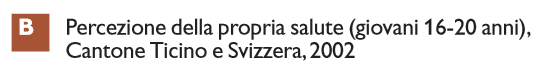 B Percezione della propria salute (giovani 16-20 anni),
Cantone Ticino e Svizzera, 2002